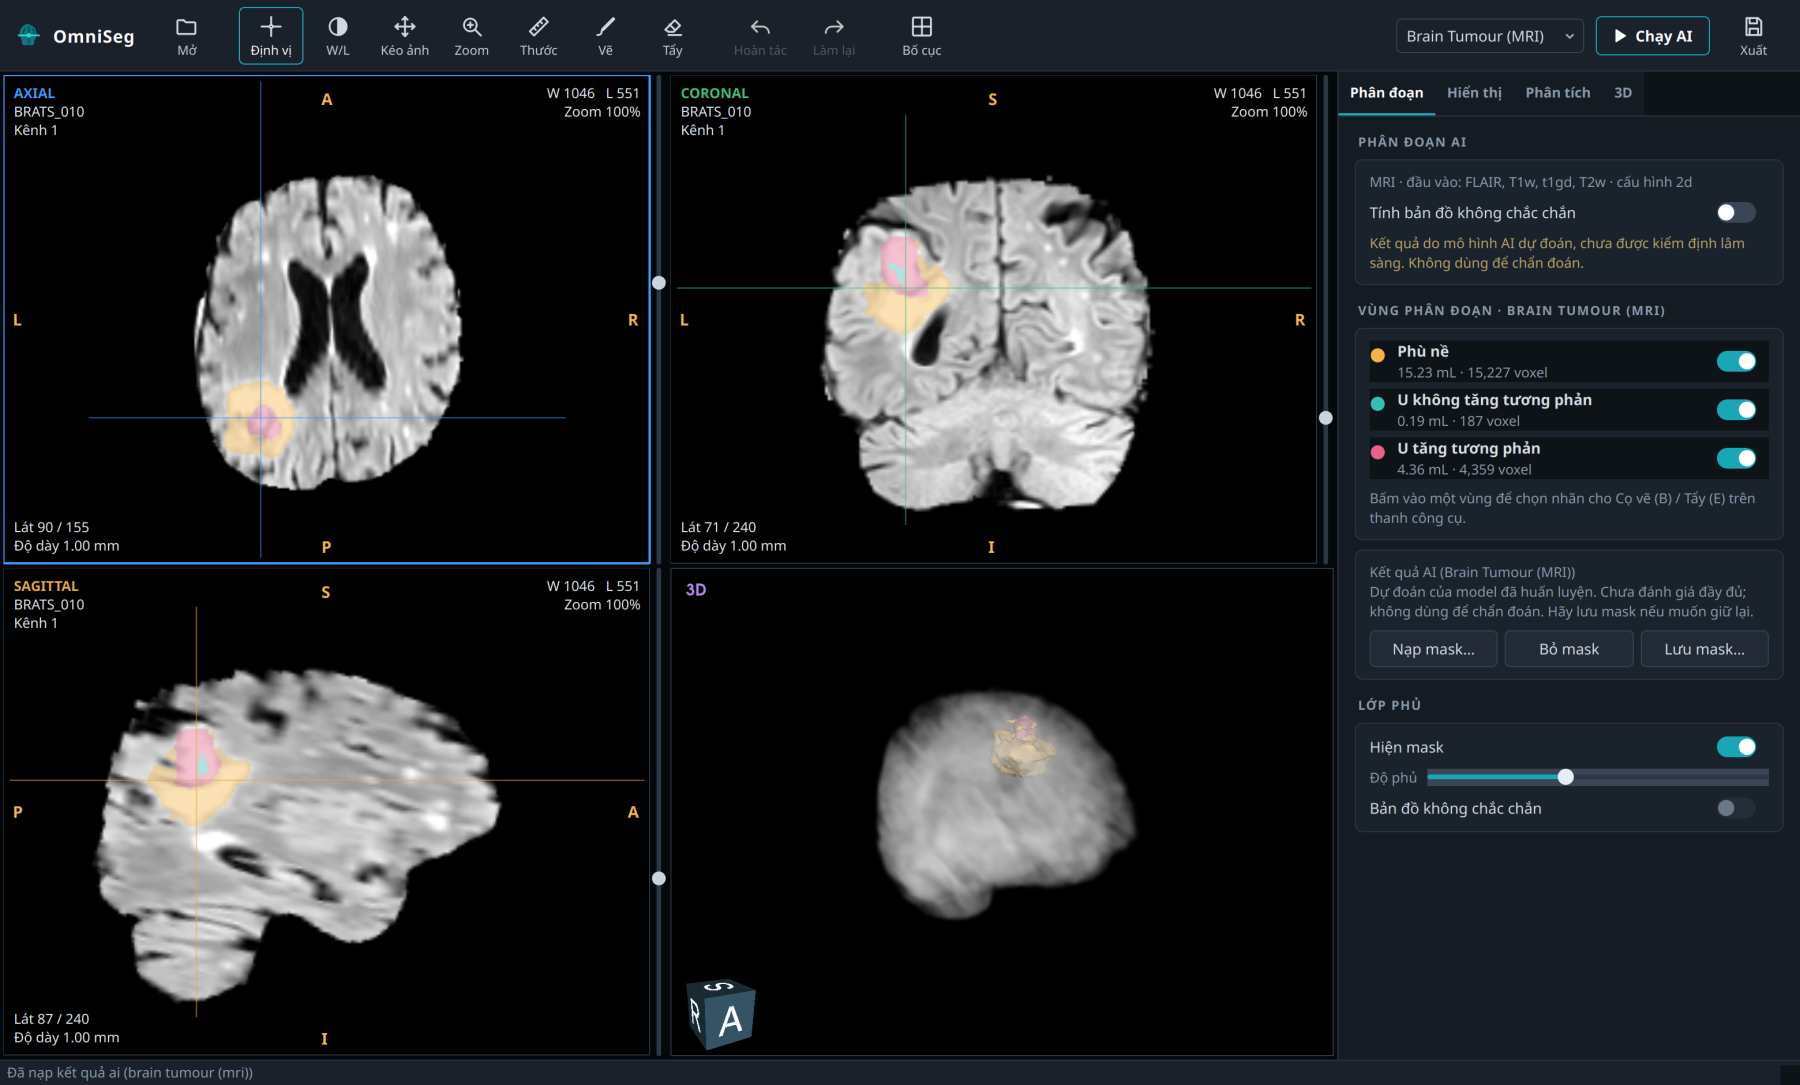 OmniSeg
Mở
Định vị
W/L
Kéo ảnh
Zoom
Thước
Vẽ
Tẩy
Hoàn tác
Làm lại
Bố cục
Brain Tumour (MRI)
Chạy AI
Xuất
AXIAL
BRATS_010
Kênh 1
A
W 1046 L 551
Zoom 100%
L
R
Lát 90 / 155
Độ dày 1.00 mm
P
CORONAL
BRATS_010
Kênh 1
S
W 1046 L 551
Zoom 100%
L
R
Lát 71 / 240
Độ dày 1.00 mm
I
SAGITTAL
BRATS_010
Kênh 1
S
W 1046 L 551
Zoom 100%
P
A
Lát 87 / 240
Độ dày 1.00 mm
I
3D
S
R
A
Phân đoạn
Hiển thị
Phân tích
3D
PHÂN ĐOẠN AI
MRI · đầu vào: FLAIR, T1w, t1gd, T2w · cấu hình 2d
Tính bản đồ không chắc chắn
Kết quả do mô hình AI dự đoán, chưa được kiểm định lâm
sàng. Không dùng để chẩn đoán.
VÙNG PHÂN ĐOẠN · BRAIN TUMOUR (MRI)
Phù nề
15.23 mL · 15,227 voxel
U không tăng tương phản
0.19 mL · 187 voxel
U tăng tương phản
4.36 mL · 4,359 voxel
Bấm vào một vùng để chọn nhãn cho Cọ vẽ (B) / Tẩy (E) trên
thanh công cụ.
Kết quả AI (Brain Tumour (MRI))
Dự đoán của model đã huấn luyện. Chưa đánh giá đầy đủ;
không dùng để chẩn đoán. Hãy lưu mask nếu muốn giữ lại.
Nạp mask...
Bỏ mask
Lưu mask...
LỚP PHỦ
Hiện mask
Độ phủ
Bản đồ không chắc chắn
Đã nạp kết quả ai (brain tumour (mri))